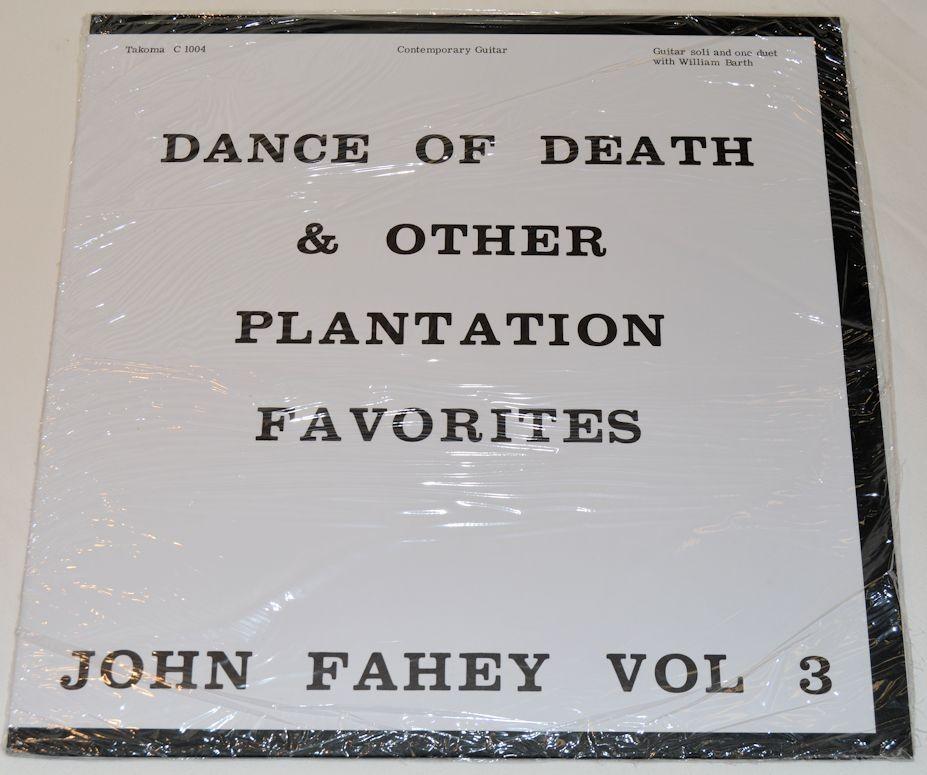 Takoma C 1004
Contemporary Guitar
Guitar soli and one duet
with William Barth
DANCE OF DEATH
& OTHER
PLANTATION
FAVORITES
JOHN FAHEY VOL 3